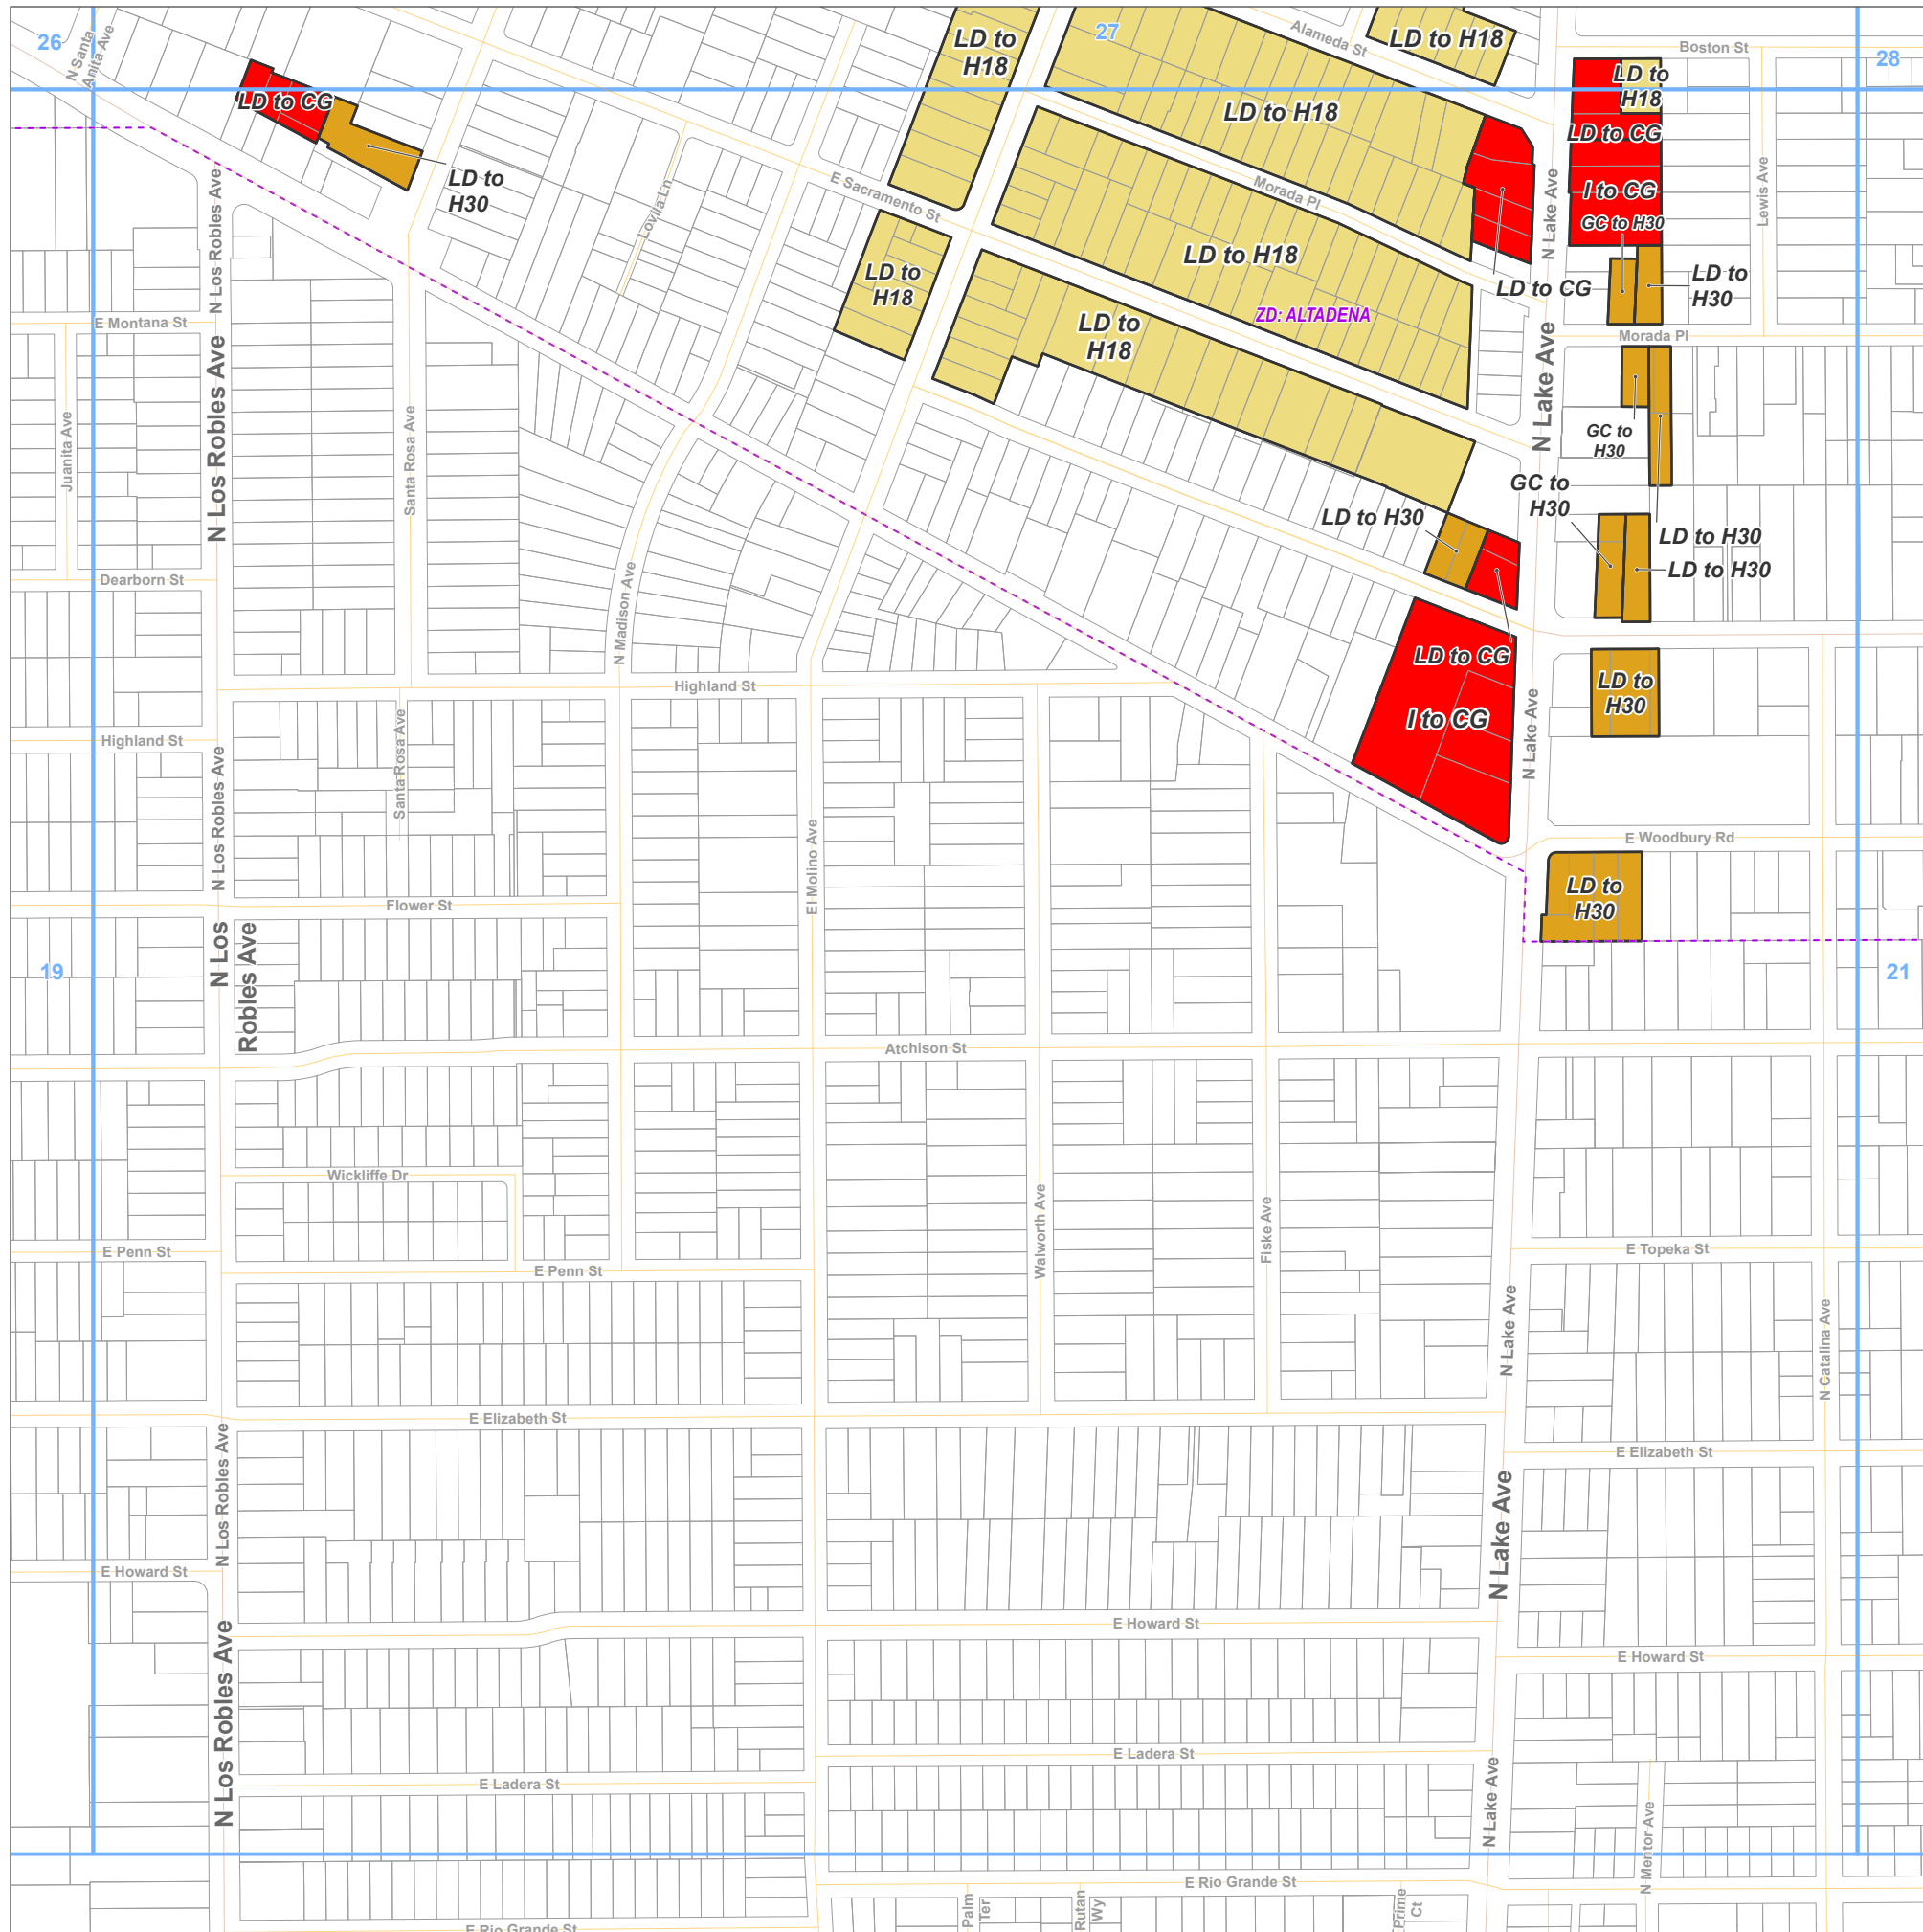 26
N Santa
Anita Ave
27
28
Alameda St
Boston St
LD to
H18
LD to H18
LD to
H18
LD to CG
LD to H18
LD to CG
LD to
H30
E Sacramento St
Morada Pl
N Lake Ave
I to CG
Lewis Ave
GC to H30
N Los Robles Ave
Lovila Ln
LD to
H18
LD to H18
LD to CG
LD to
H30
ZD: ALTADENA
E Montana St
LD to
H18
Morada Pl
N Los Robles Ave
Juanita Ave
Santa Rosa Ave
N Lake Ave
GC to
H30
GC to
H30
LD to H30
LD to H30
LD to H30
Dearborn St
N Madison Ave
LD to CG
I to CG
LD to
H30
Highland St
Highland St
Santa Rosa Ave
N Los Robles Ave
N Lake Ave
El Molino Ave
E Woodbury Rd
LD to
H30
Flower St
N Los
Robles Ave
19
21
Atchison St
Wickliffe Dr
Walworth Ave
Fiske Ave
E Penn St
E Penn St
E Topeka St
N Lake Ave
N Catalina Ave
E Elizabeth St
E Elizabeth St
N Los Robles Ave
N Lake Ave
E Howard St
E Howard St
E Howard St
N Los Robles Ave
E Ladera St
E Ladera St
N Lake Ave
N Mentor Ave
E Rio Grande St
Palm
Ter
Rutan
Wy
Prime
Ct
E Rio Grande St